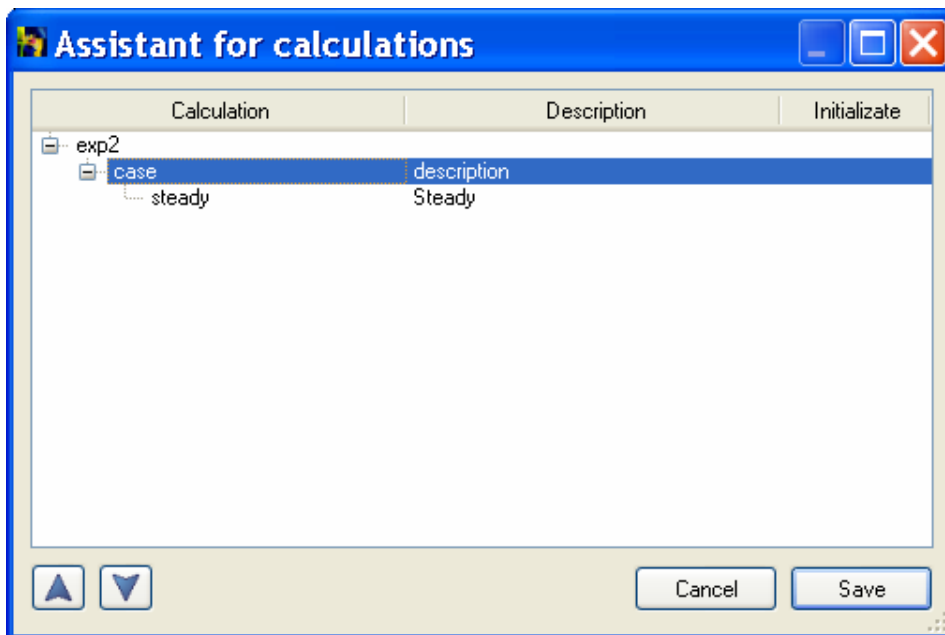 Assistant for calculations
Calculation Description Initializate
exp2
case description
steady Steady
Cancel Save